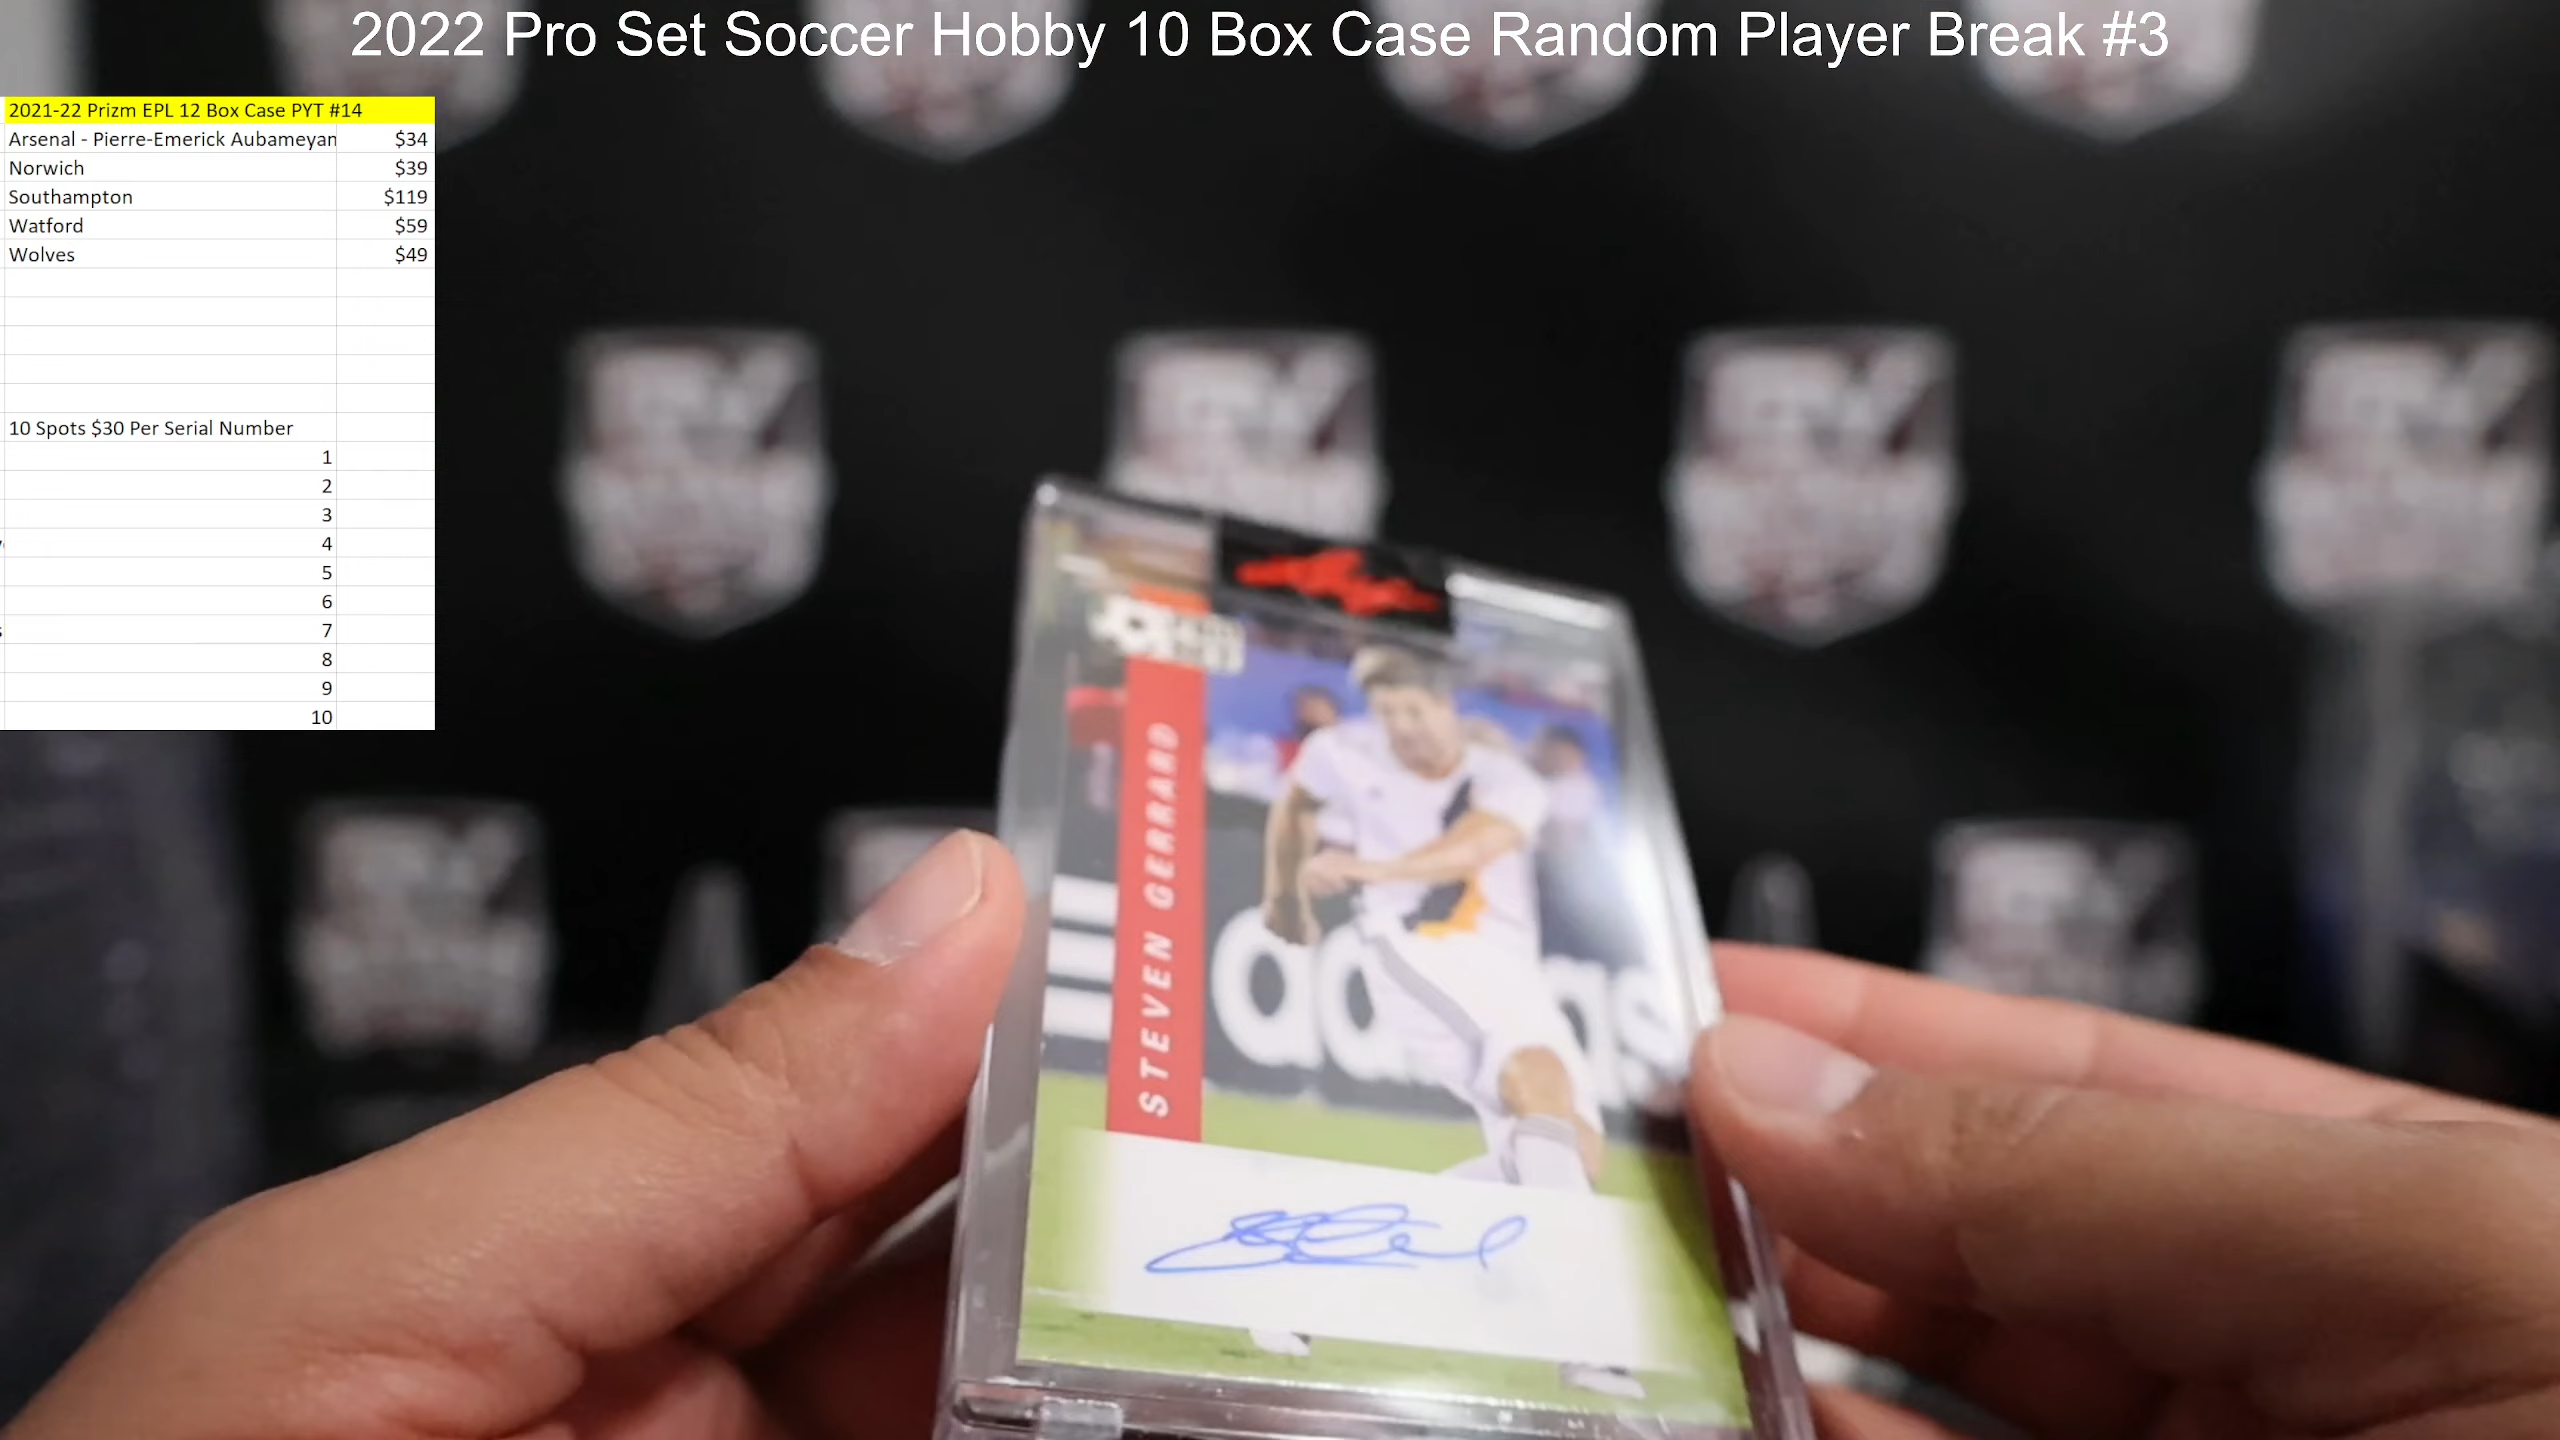 2022 Pro Set Soccer Hobby 10 Box Case Random Player Break #3
2021-22 Prizm EPL 12 Box Case PYT #14
Arsenal - Pierre-Emerick Aubameyan $34
Norwich $39
Southampton $119
Watford $59
Wolves $49
10 Spots $30 Per Serial Number
1
2
3
4
5
6
7
8
9
10
STEVEN GERRARD